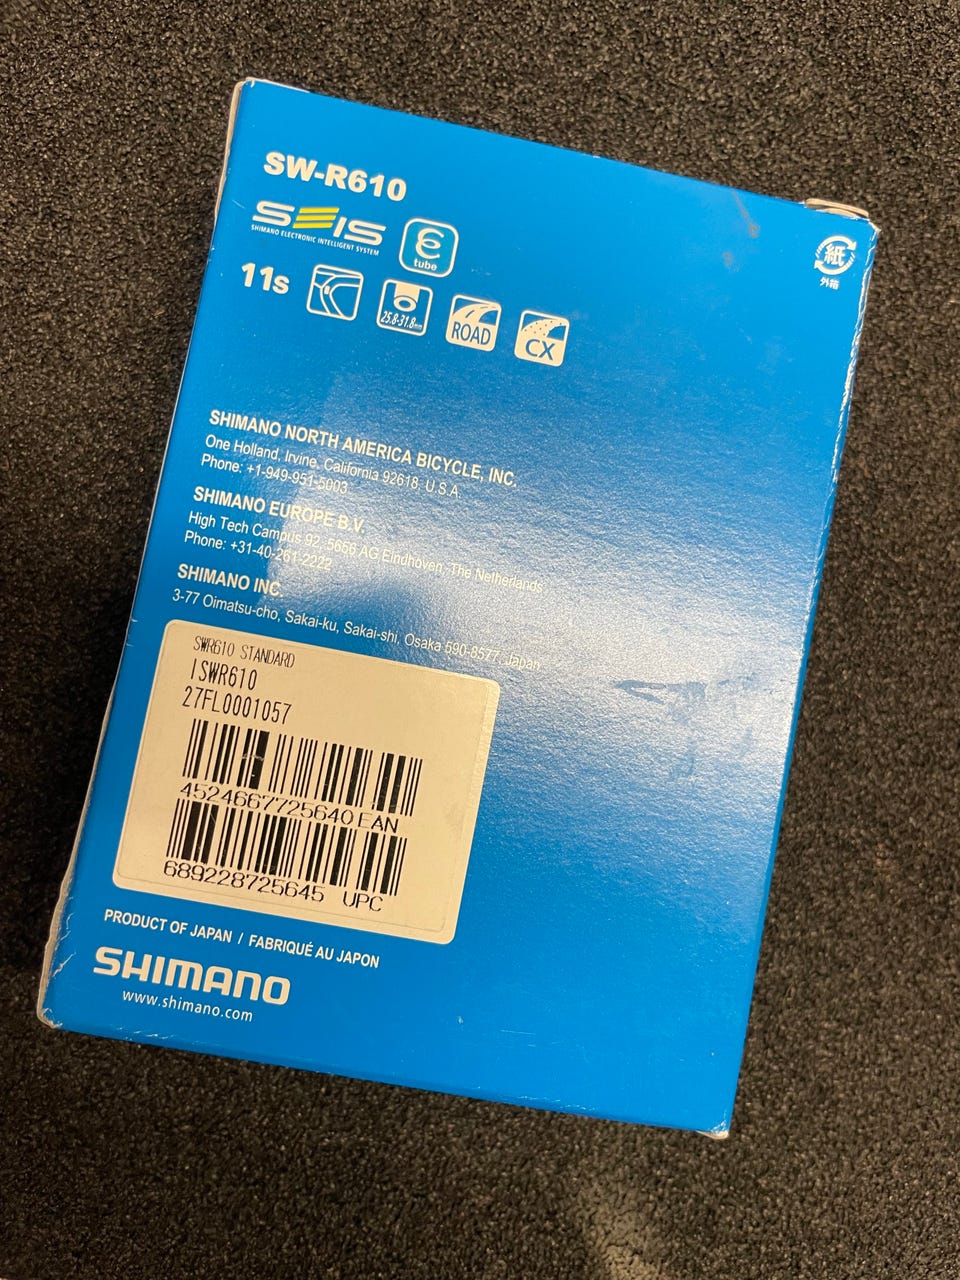 SW-R610
SEIS
SHIMANO ELECTRONIC INTELLIGENT SYSTEM
e tube
紙
外箱
11s
25.8-31.8mm
ROAD
CX
SHIMANO NORTH AMERICA BICYCLE, INC.
One Holland, Irvine, California 92618, U.S.A.
Phone: +1-949-951-5003
SHIMANO EUROPE B.V.
High Tech Campus 92, 5656 AG Eindhoven, The Netherlands
Phone: +31-40-261-2222
SHIMANO INC.
3-77 Oimatsu-cho, Sakai-ku, Sakai-shi, Osaka 590-8577, Japan
SWR610 STANDARD
ISWR610
27FL0001057
4524667725640 EAN
689228725645 UPC
PRODUCT OF JAPAN / FABRIQUÉ AU JAPON
SHIMANO
www.shimano.com